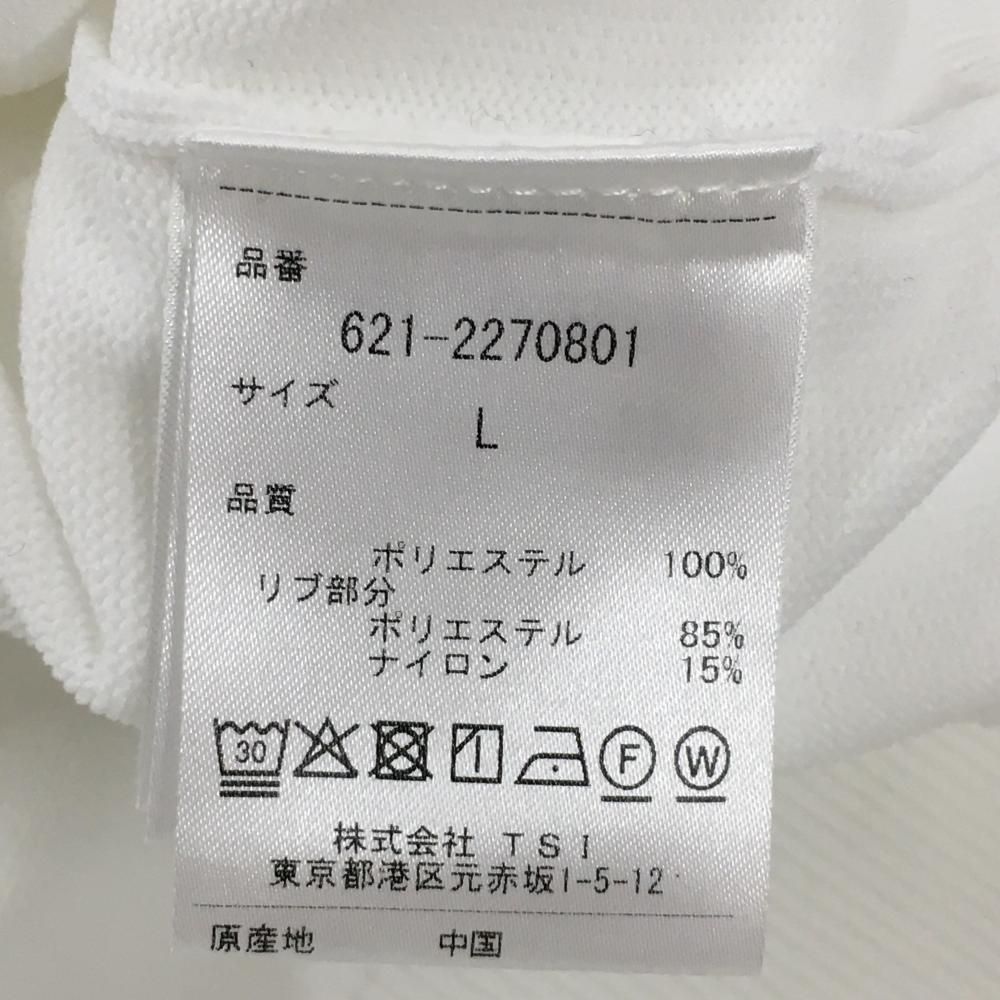 品番
621-2270801
サイズ
L
品質
ポリエステル 100%
リブ部分
ポリエステル 85%
ナイロン 15%
30 F W
株式会社 TSI
東京都港区元赤坂1-5-12
原産地 中国